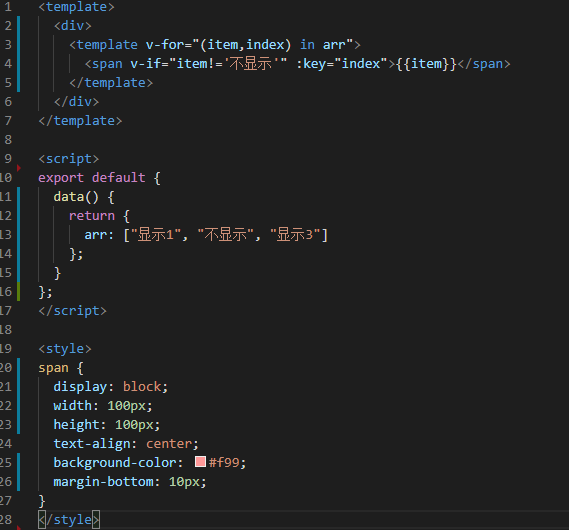 1 <template>
2   <div>
3     <template v-for="(item,index) in arr">
4       <span v-if="item!='不显示'" :key="index">{{item}}</span>
5     </template>
6   </div>
7 </template>
8
9 <script>
10 export default {
11   data() {
12     return {
13       arr: ["显示1", "不显示", "显示3"]
14     };
15   }
16 };
17 </script>
18
19 <style>
20 span {
21   display: block;
22   width: 100px;
23   height: 100px;
24   text-align: center;
25   background-color: #f99;
26   margin-bottom: 10px;
27 }
28 </style>